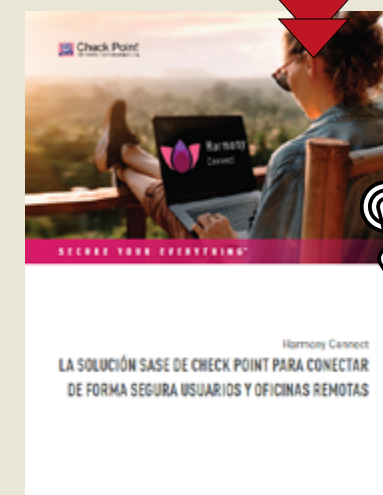 Check Point
Harmony
Connect
SECURE YOUR EVERYTHING™
Harmony Connect
LA SOLUCIÓN SASE DE CHECK POINT PARA CONECTAR
DE FORMA SEGURA USUARIOS Y OFICINAS REMOTAS